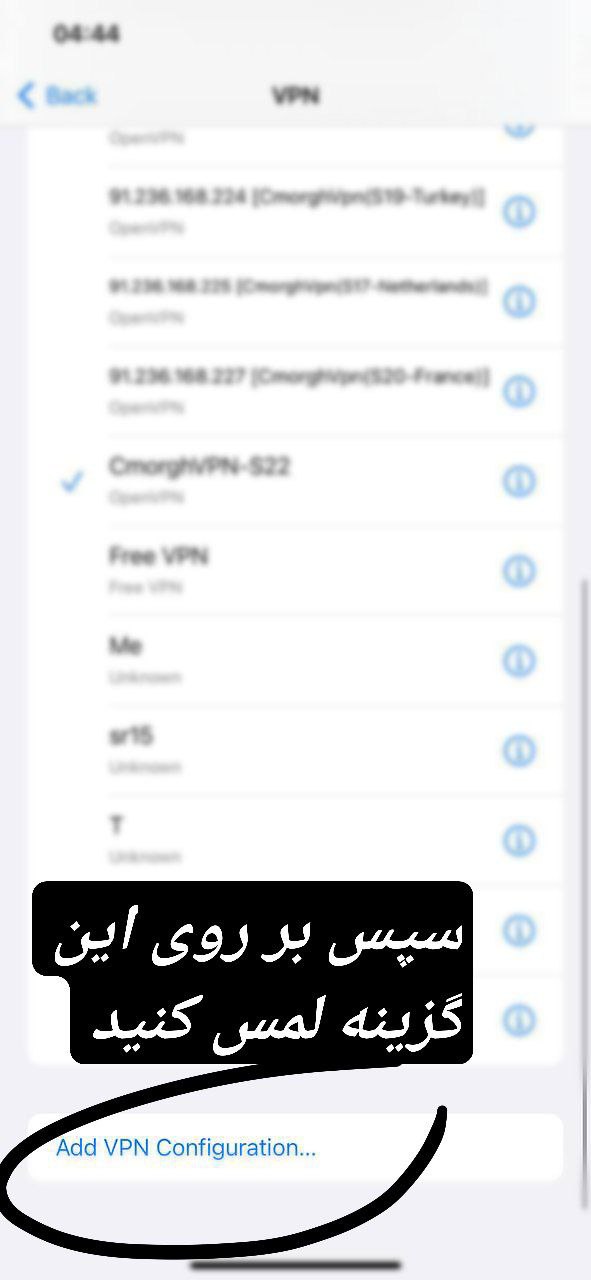 04:44
Back
VPN
OpenVPN
91.236.168.224 [CmorghVpn(S19-Turkey)]
OpenVPN
91.236.168.225 [CmorghVpn(S17-Netherlands)]
OpenVPN
91.236.168.227 [CmorghVpn(S20-France)]
OpenVPN
CmorghVPN-S22
OpenVPN
Free VPN
Free VPN
Me
Unknown
sr15
Unknown
T
Unknown
سپس بر روی این
گزینه لمس کنید
Add VPN Configuration...